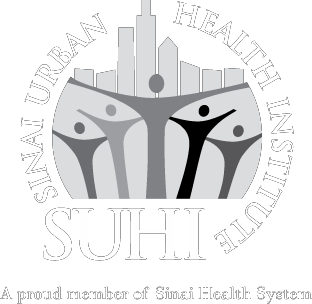 SINAI URBAN HEALTH INSTITUTE
SUHI
A proud member of Sinai Health System